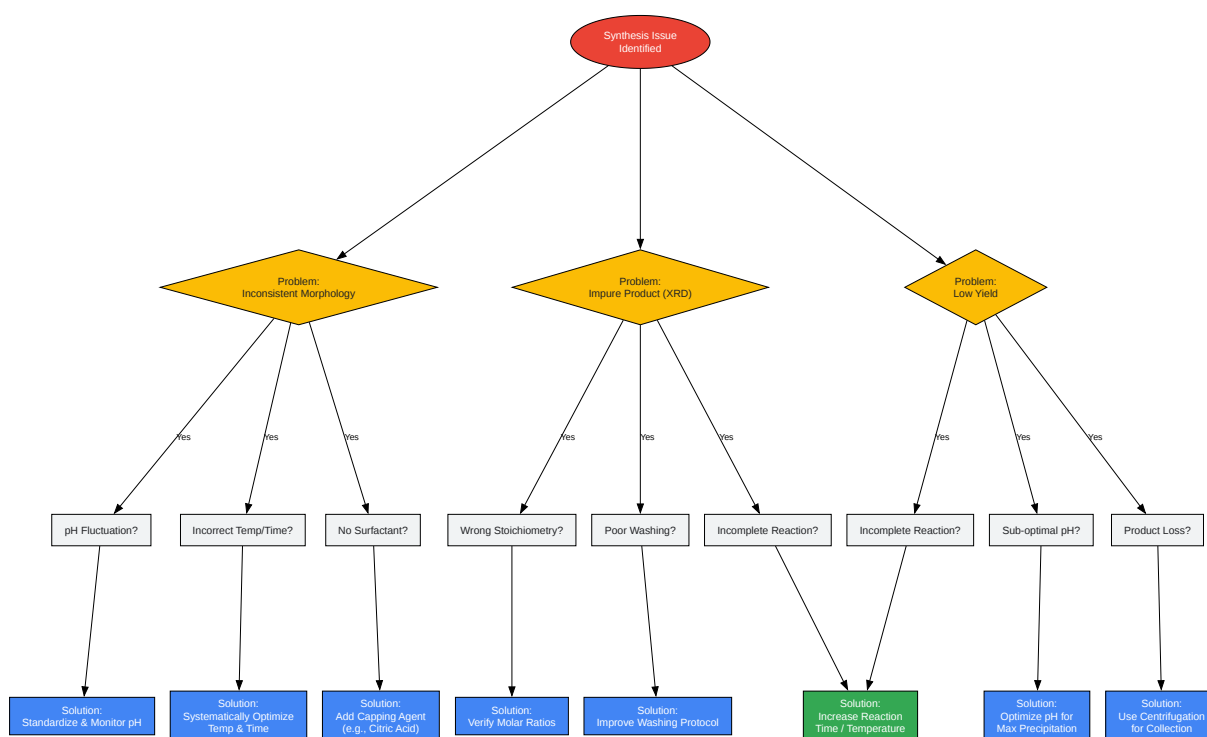 Synthesis Issue
Identified
Problem:
Inconsistent Morphology
Problem:
Impure Product (XRD)
Problem:
Low Yield
Yes
Yes
Yes
Yes
Yes
Yes
Yes
Yes
Yes
pH Fluctuation?
Incorrect Temp/Time?
No Surfactant?
Wrong Stoichiometry?
Poor Washing?
Incomplete Reaction?
Incomplete Reaction?
Sub-optimal pH?
Product Loss?
Solution:
Standardize & Monitor pH
Solution:
Systematically Optimize
Temp & Time
Solution:
Add Capping Agent
(e.g., Citric Acid)
Solution:
Verify Molar Ratios
Solution:
Improve Washing Protocol
Solution:
Increase Reaction
Time / Temperature
Solution:
Optimize pH for
Max Precipitation
Solution:
Use Centrifugation
for Collection